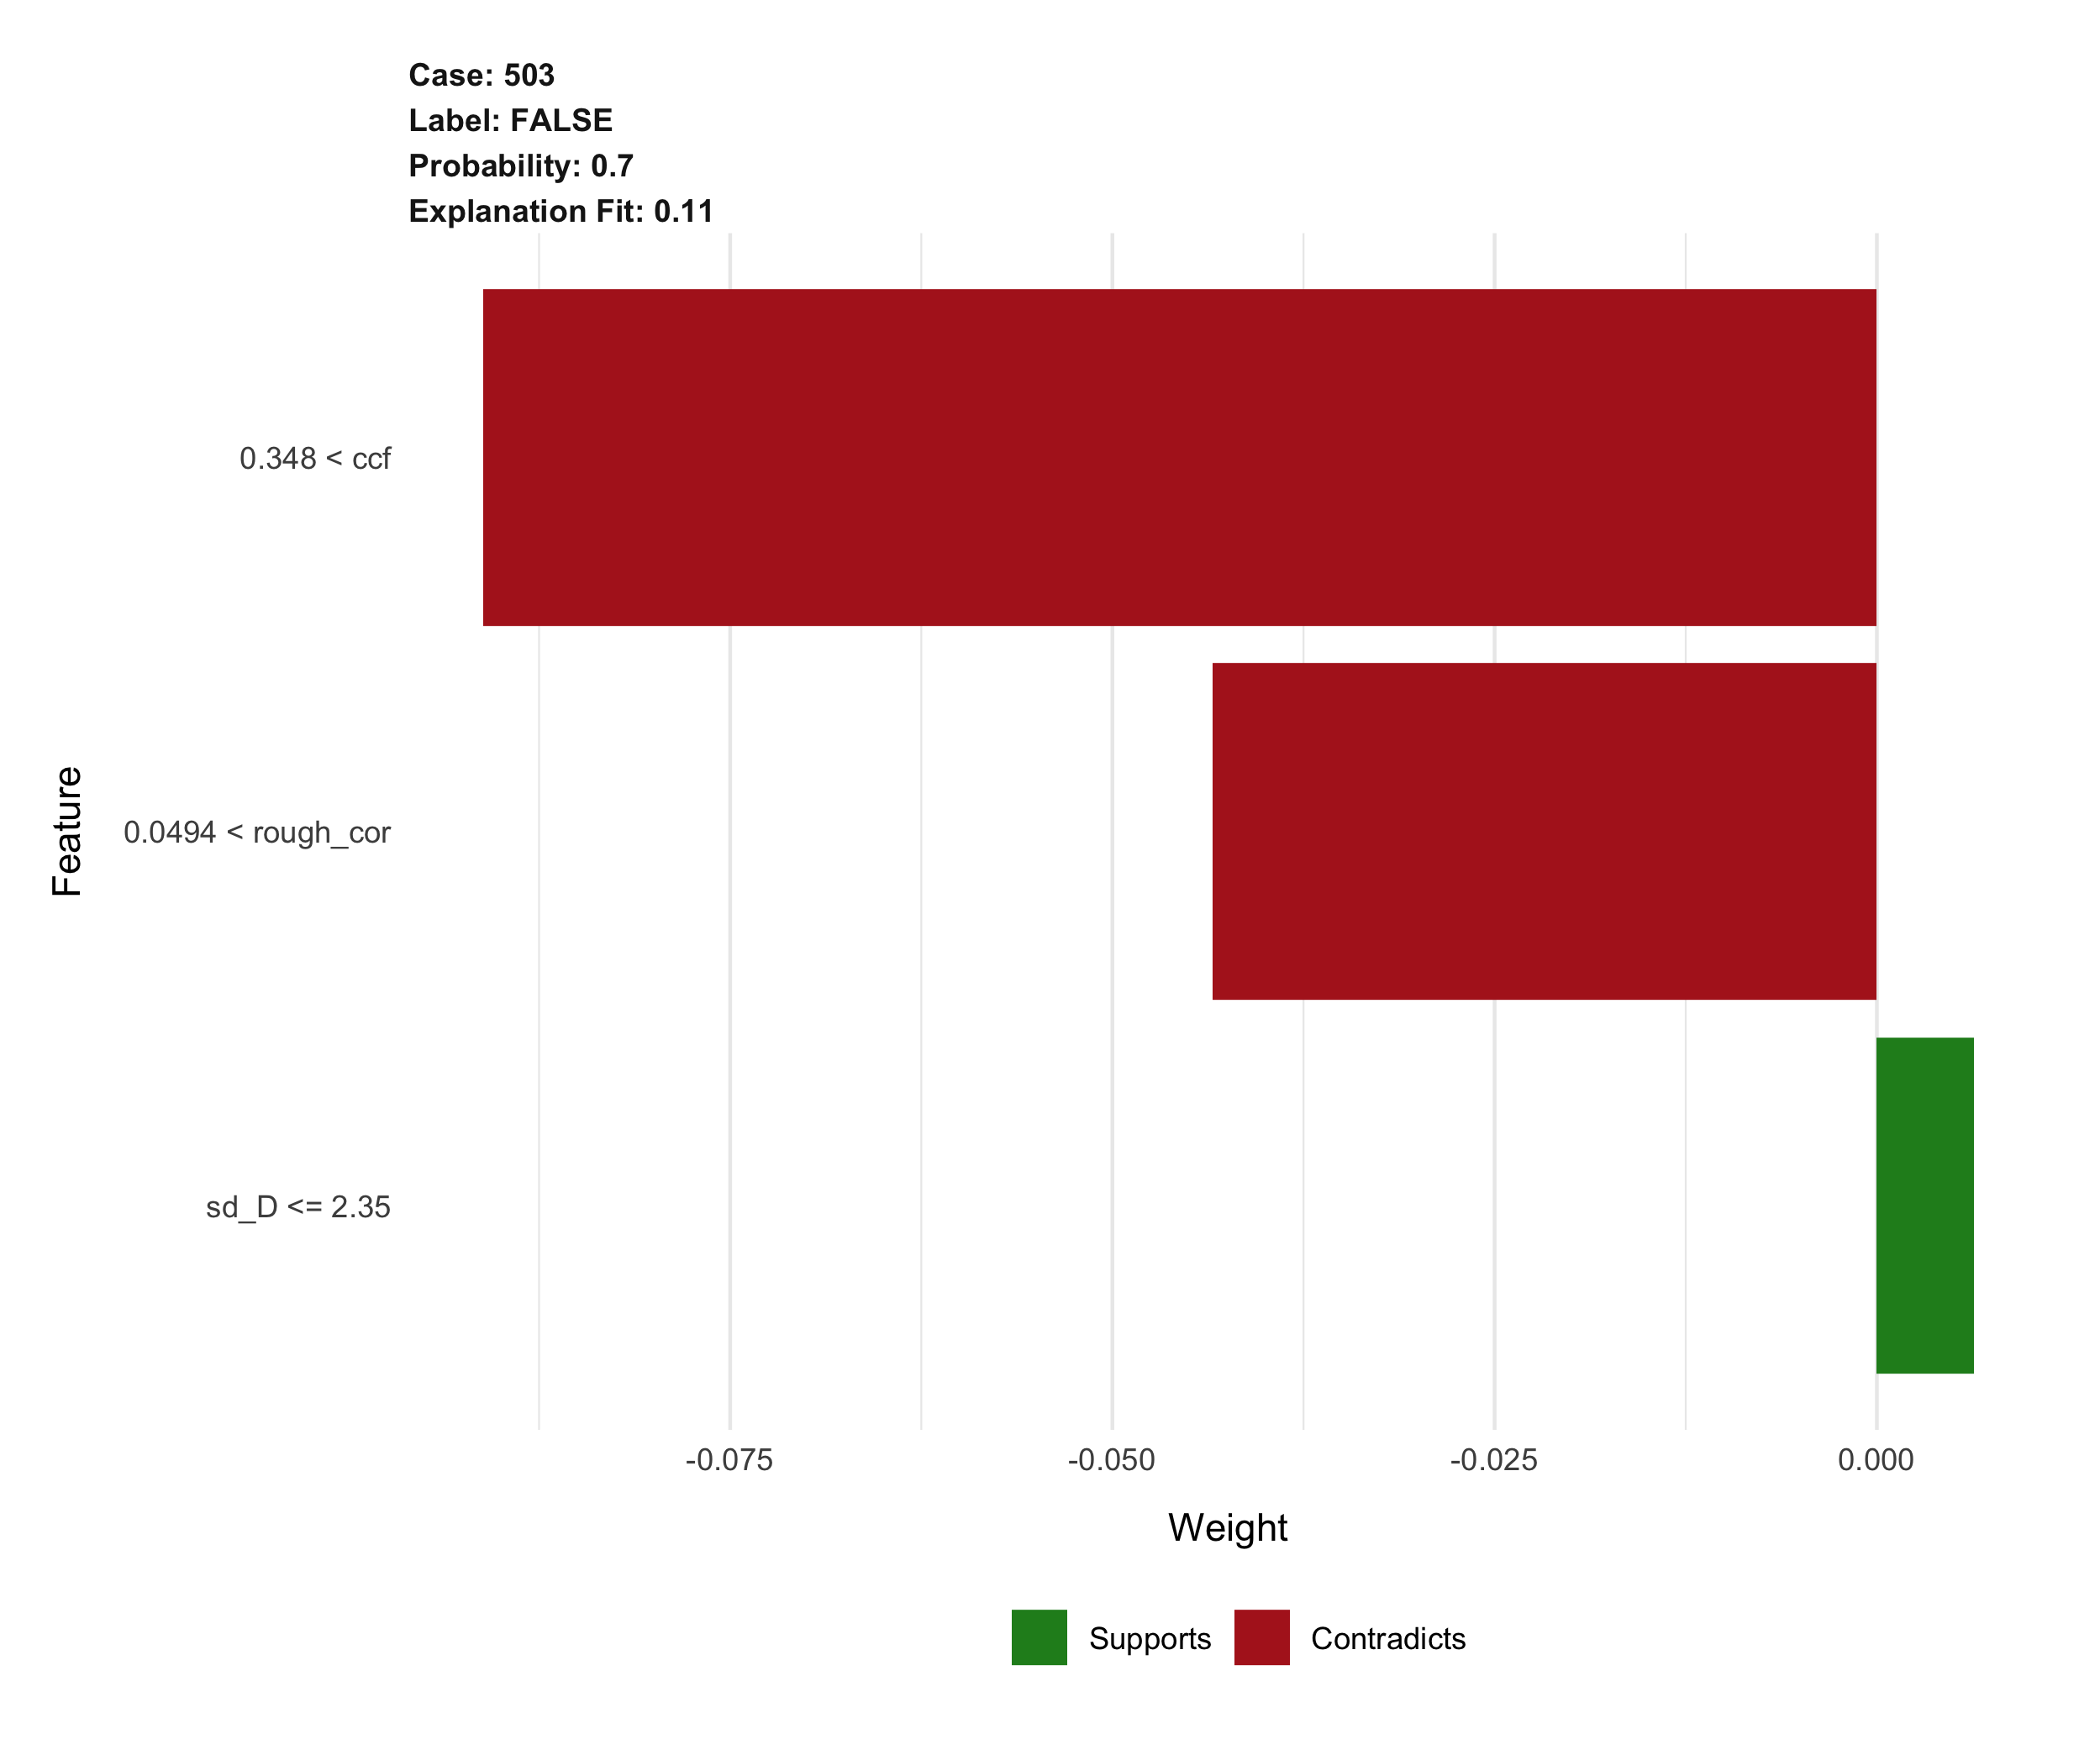 Case: 503
Label: FALSE
Probability: 0.7
Explanation Fit: 0.11
Feature
0.348 < ccf
0.0494 < rough_cor
sd_D <= 2.35
-0.075 -0.050 -0.025 0.000
Weight
Supports Contradicts